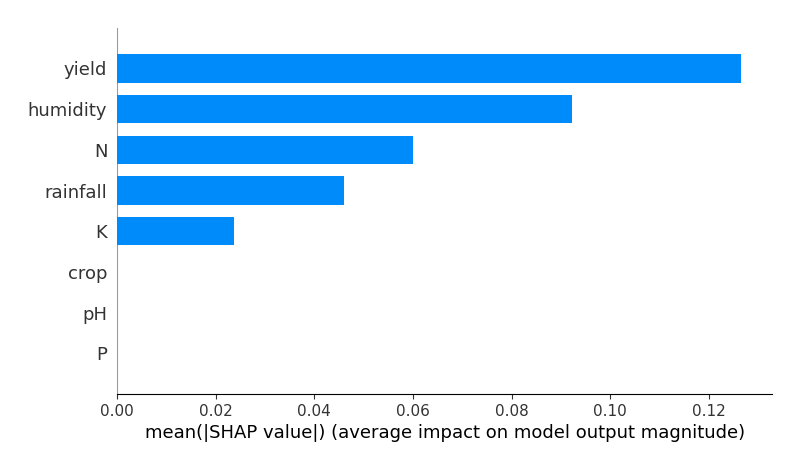 yield
humidity
N
rainfall
K
crop
pH
P
0.00 0.02 0.04 0.06 0.08 0.10 0.12
mean(|SHAP value|) (average impact on model output magnitude)